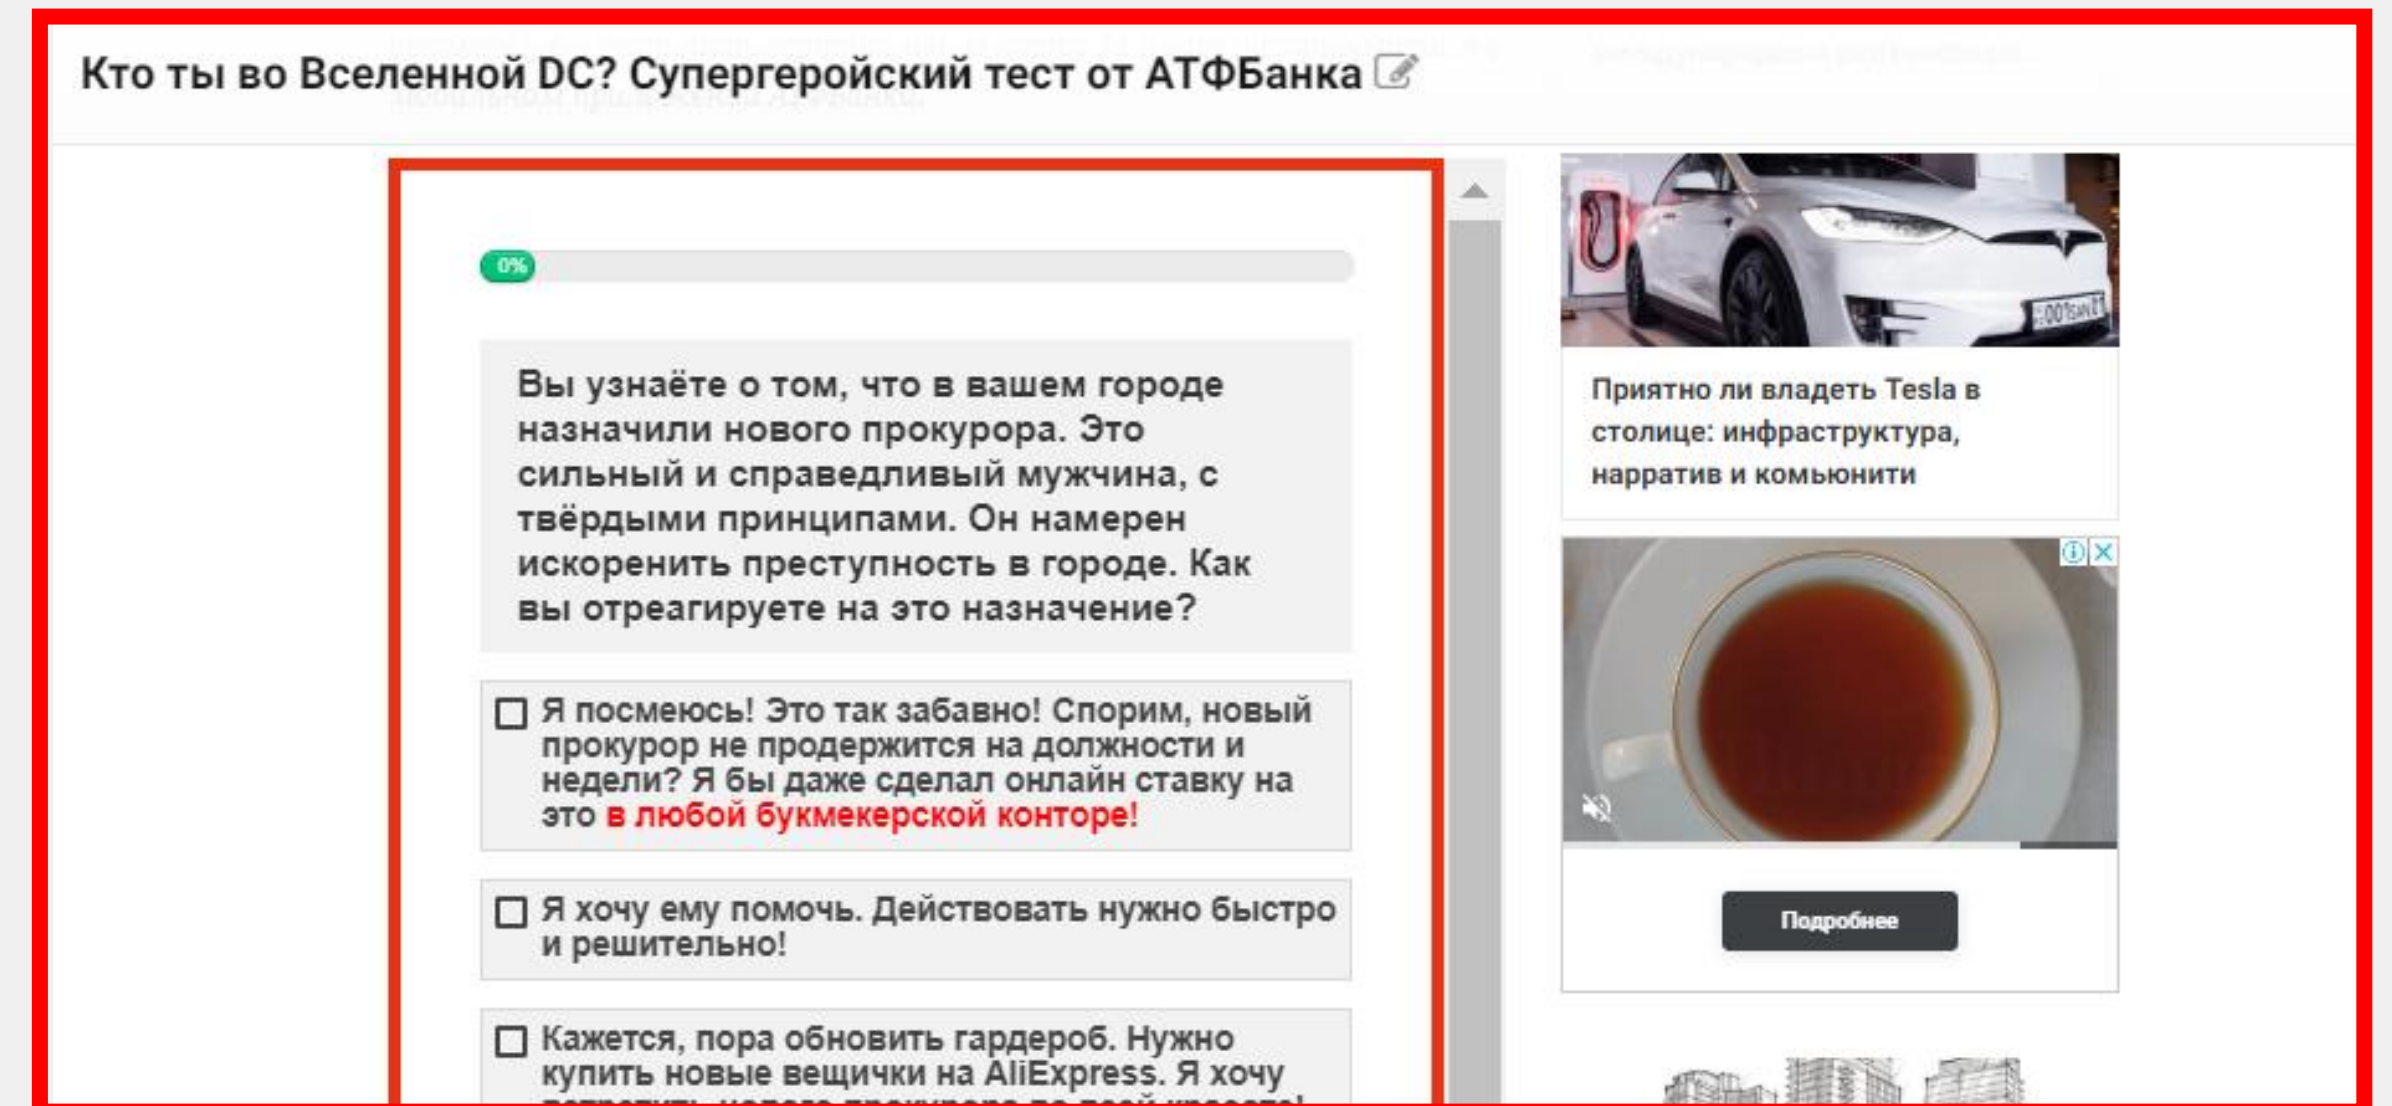 Кто ты во Вселенной DC? Супергеройский тест от АТФБанка
0%
Вы узнаёте о том, что в вашем городе
назначили нового прокурора. Это
сильный и справедливый мужчина, с
твёрдыми принципами. Он намерен
искоренить преступность в городе. Как
вы отреагируете на это назначение?
Я посмеюсь! Это так забавно! Спорим, новый
прокурор не продержится на должности и
недели? Я бы даже сделал онлайн ставку на
это в любой букмекерской конторе!
Я хочу ему помочь. Действовать нужно быстро
и решительно!
Кажется, пора обновить гардероб. Нужно
купить новые вещички на AliExpress. Я хочу
Приятно ли владеть Tesla в
столице: инфраструктура,
нарратив и комьюнити
Подробнее